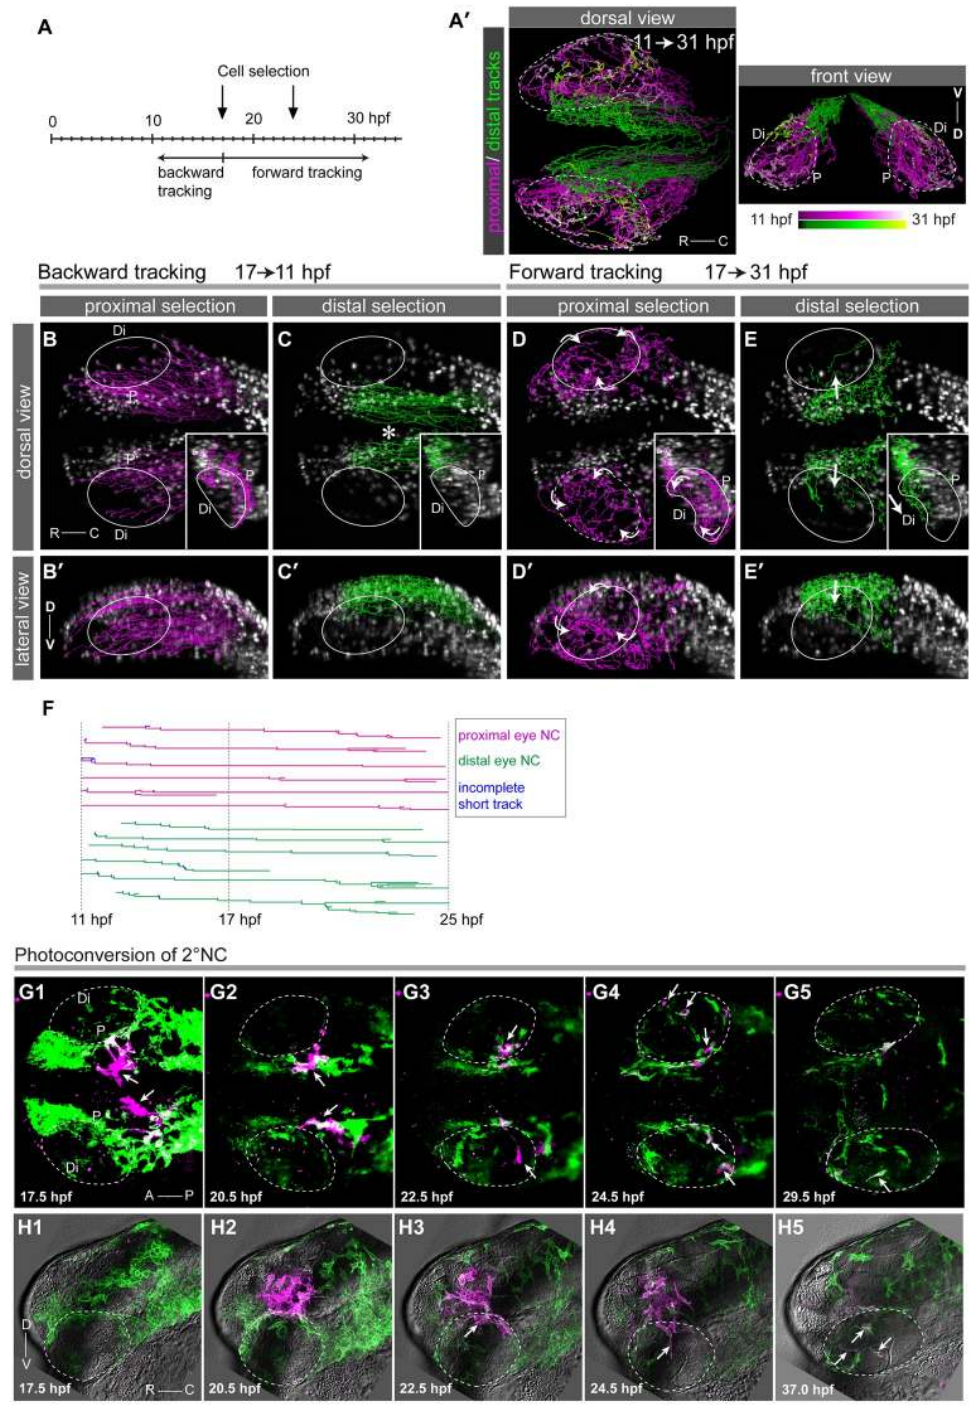 A
Cell selection
0 10 20 30 hpf
backward tracking
forward tracking
A′
dorsal view
11→31 hpf
proximal/ distal tracks
R — C
front view
V
D
Di
Di
P
P
11 hpf 31 hpf
Backward tracking 17→11 hpf
Forward tracking 17→31 hpf
proximal selection
distal selection
proximal selection
distal selection
dorsal view
B
Di
P
P
Di
R — C
P
Di
C
*
P
Di
D
P
Di
E
P
Di
lateral view
B′
D
V
C′
D′
E′
F
proximal eye NC
distal eye NC
incomplete
short track
11 hpf 17 hpf 25 hpf
Photoconversion of 2°NC
G1
Di
P
P
Di
17.5 hpf
A — P
G2
20.5 hpf
G3
22.5 hpf
G4
24.5 hpf
G5
29.5 hpf
H1
D
V
17.5 hpf
R — C
H2
20.5 hpf
H3
22.5 hpf
H4
24.5 hpf
H5
37.0 hpf